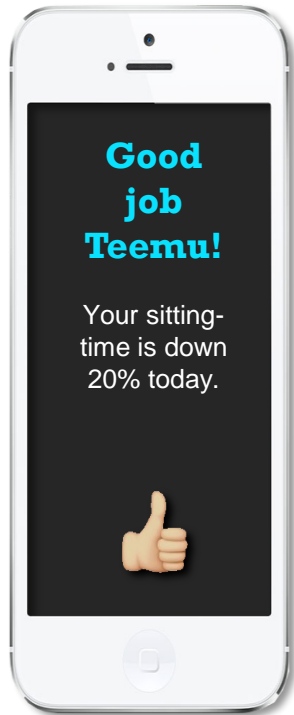 Good
job
Teemu!
Your sitting-
time is down
20% today.